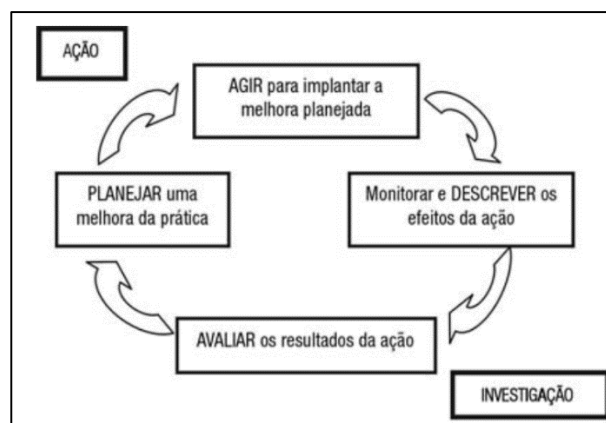 AÇÃO
AGIR para implantar a
melhora planejada
PLANEJAR uma
melhora da prática
Monitorar e DESCREVER os
efeitos da ação
AVALIAR os resultados da ação
INVESTIGAÇÃO